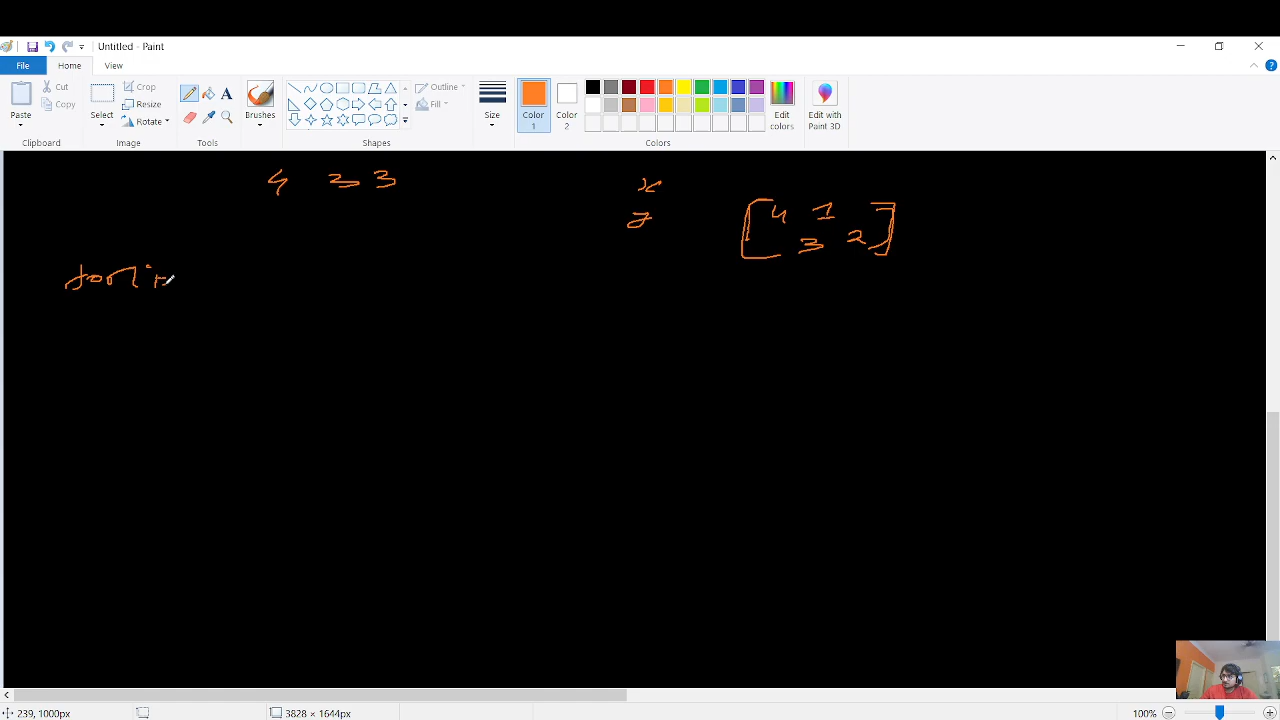 Untitled - Paint
File Home View
Paste Cut Copy
Clipboard
Select Crop Resize Rotate
Image
Tools
Brushes
Shapes
Outline Fill
Size
Color 1 Color 2
Edit colors
Colors
Edit with Paint 3D
4 2 3 x
4 1
3 2
239, 1000px 3828 × 1644px 100%